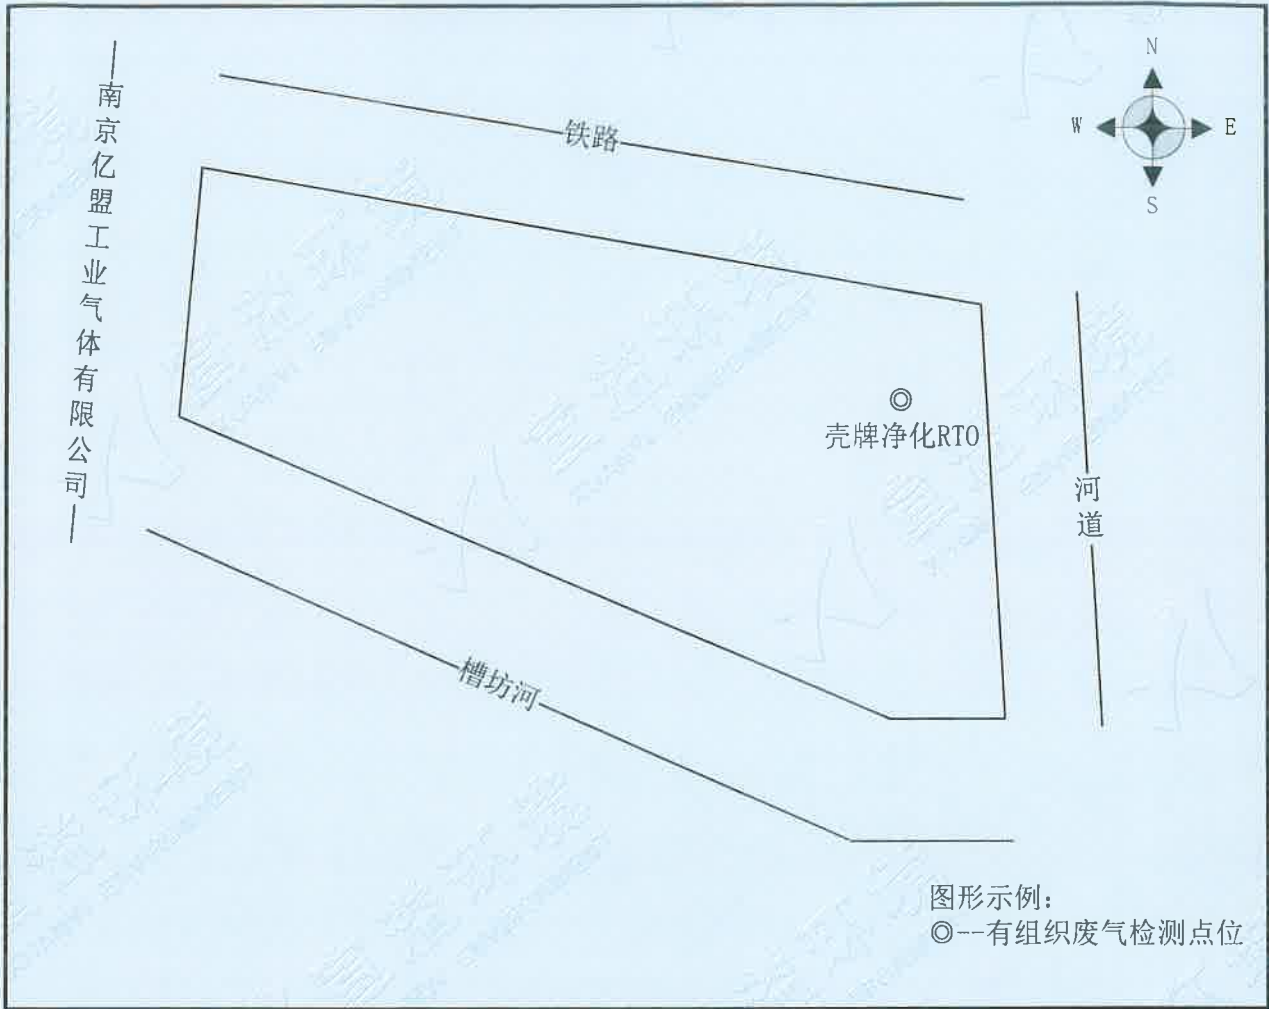 N
W
E
S
南京亿盟工业气体有限公司
铁路
壳牌净化RTO
河道
槽坊河
图形示例:
◎--有组织废气检测点位